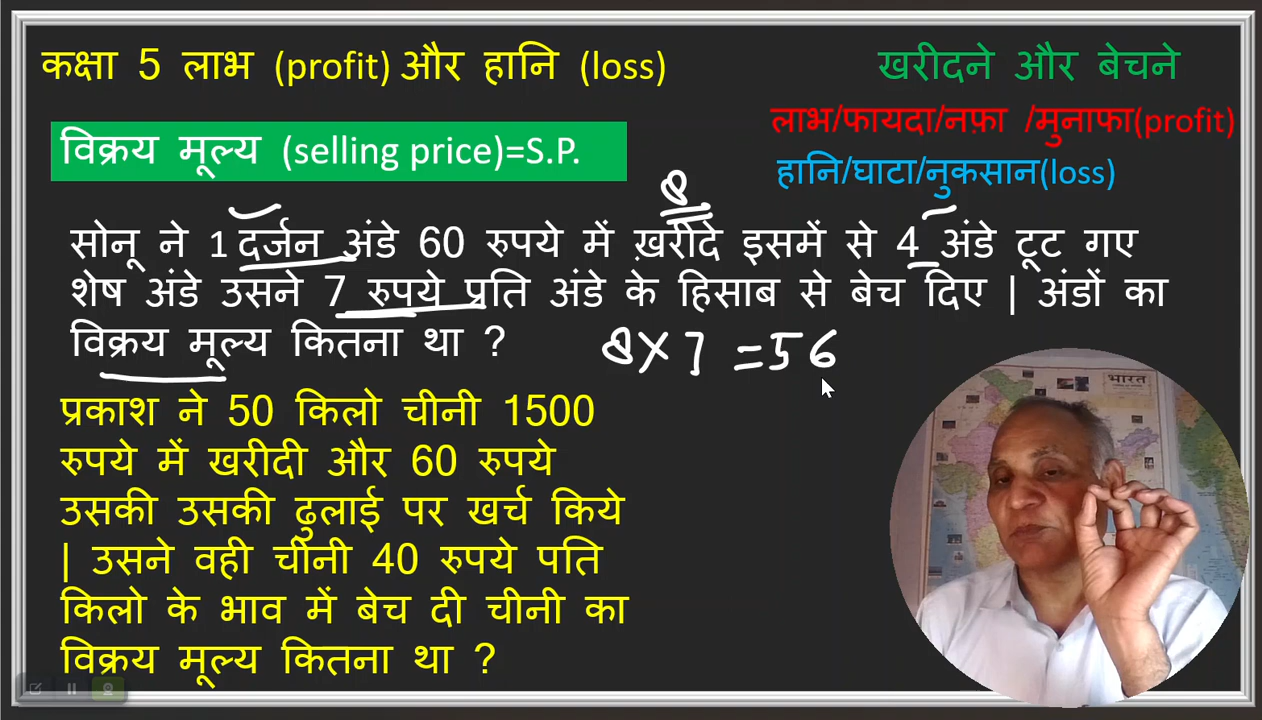 कक्षा 5 लाभ (profit) और हानि (loss)
खरीदने और बेचने
लाभ/फायदा/नफ़ा /मुनाफा(profit)
विक्रय मूल्य (selling price)=S.P.
हानि/घाटा/नुकसान(loss)
8
सोनू ने 1 दर्जन अंडे 60 रुपये में ख़रीदे इसमें से 4 अंडे टूट गए
शेष अंडे उसने 7 रुपये प्रति अंडे के हिसाब से बेच दिए | अंडों का
विक्रय मूल्य कितना था ?
8 X 7 = 56
भारत
प्रकाश ने 50 किलो चीनी 1500
रुपये में खरीदी और 60 रुपये
उसकी उसकी ढुलाई पर खर्च किये
| उसने वही चीनी 40 रुपये पति
किलो के भाव में बेच दी चीनी का
विक्रय मूल्य कितना था ?